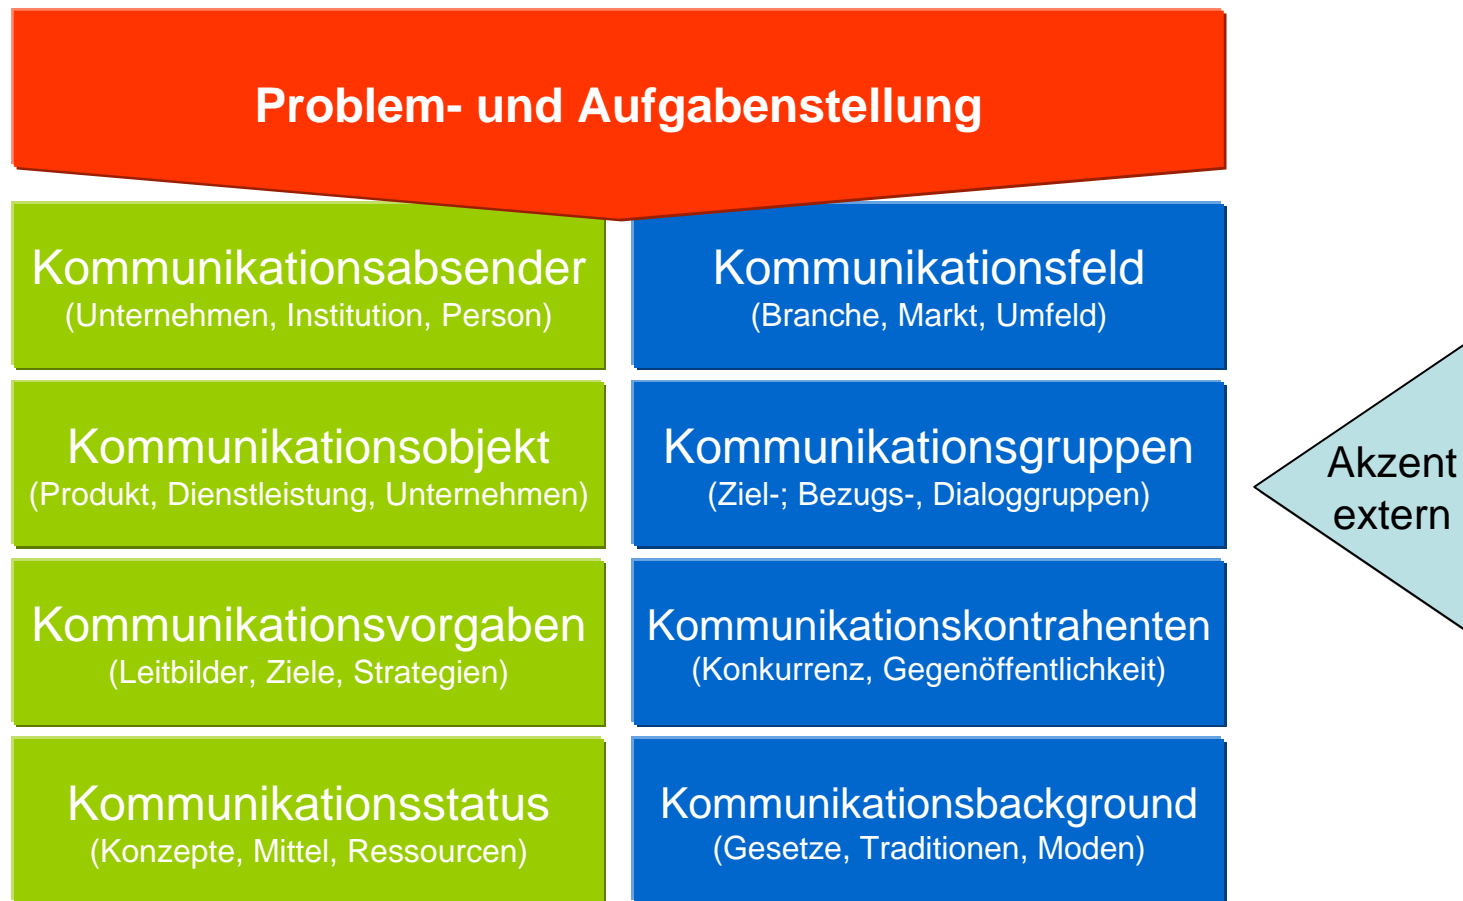 Problem- und Aufgabenstellung
Kommunikationsabsender
(Unternehmen, Institution, Person)
Kommunikationsfeld
(Branche, Markt, Umfeld)
Kommunikationsobjekt
(Produkt, Dienstleistung, Unternehmen)
Kommunikationsgruppen
(Ziel-; Bezugs-, Dialoggruppen)
Akzent
extern
Kommunikationsvorgaben
(Leitbilder, Ziele, Strategien)
Kommunikationskontrahenten
(Konkurrenz, Gegenöffentlichkeit)
Kommunikationsstatus
(Konzepte, Mittel, Ressourcen)
Kommunikationsbackground
(Gesetze, Traditionen, Moden)